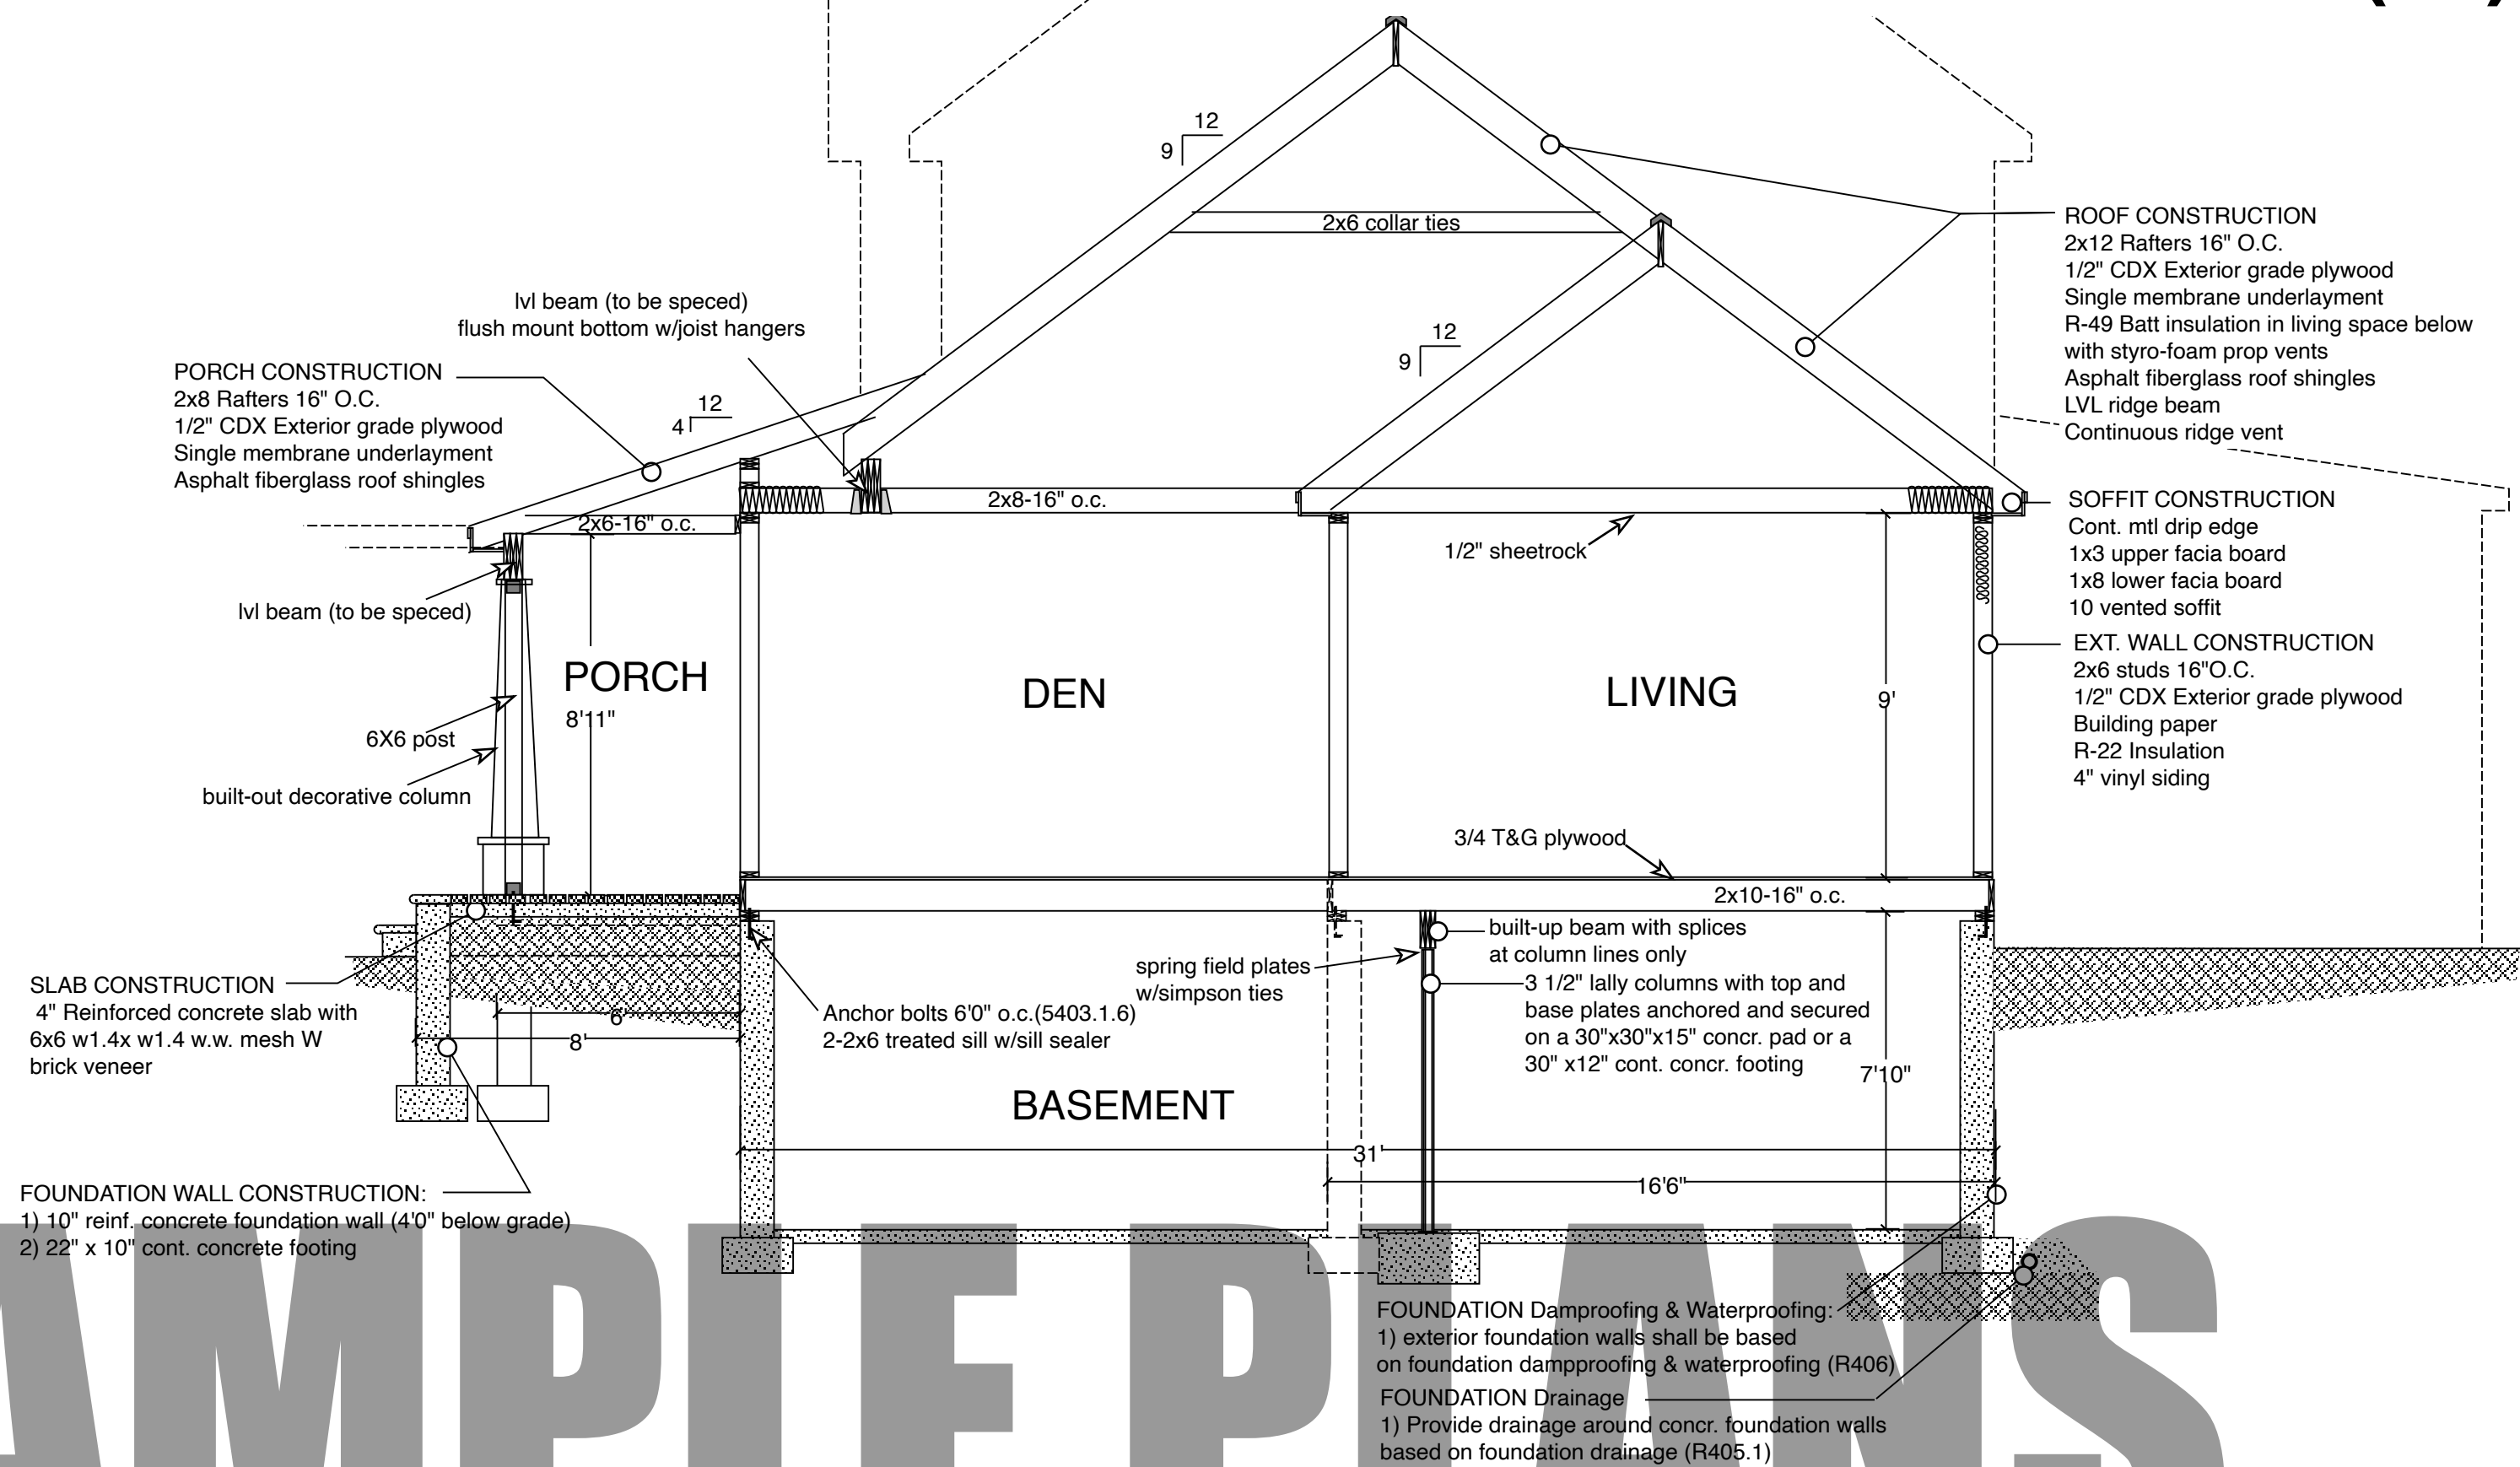 12
9
2x6 collar ties
ROOF CONSTRUCTION
2x12 Rafters 16" O.C.
1/2" CDX Exterior grade plywood
Single membrane underlayment
R-49 Batt insulation in living space below
with styro-foam prop vents
Asphalt fiberglass roof shingles
LVL ridge beam
Continuous ridge vent
lvl beam (to be speced)
flush mount bottom w/joist hangers
12
9
PORCH CONSTRUCTION
2x8 Rafters 16" O.C.
1/2" CDX Exterior grade plywood
Single membrane underlayment
Asphalt fiberglass roof shingles
12
4
2x8-16" o.c.
2x6-16" o.c.
SOFFIT CONSTRUCTION
Cont. mtl drip edge
1x3 upper facia board
1x8 lower facia board
10 vented soffit
1/2" sheetrock
lvl beam (to be speced)
EXT. WALL CONSTRUCTION
2x6 studs 16"O.C.
1/2" CDX Exterior grade plywood
Building paper
R-22 Insulation
4" vinyl siding
PORCH
8'11"
DEN
LIVING
9'
6X6 post
built-out decorative column
3/4 T&G plywood
2x10-16" o.c.
built-up beam with splices
at column lines only
spring field plates
w/simpson ties
3 1/2" lally columns with top and
base plates anchored and secured
on a 30"x30"x15" concr. pad or a
30" x12" cont. concr. footing
SLAB CONSTRUCTION
4" Reinforced concrete slab with
6x6 w1.4x w1.4 w.w. mesh W
brick veneer
Anchor bolts 6'0" o.c.(5403.1.6)
2-2x6 treated sill w/sill sealer
6'
8'
7'10"
BASEMENT
31'
16'6"
FOUNDATION WALL CONSTRUCTION:
1) 10" reinf. concrete foundation wall (4'0" below grade)
2) 22" x 10" cont. concrete footing
FOUNDATION Damproofing & Waterproofing:
1) exterior foundation walls shall be based
on foundation dampproofing & waterproofing (R406)
FOUNDATION Drainage
1) Provide drainage around concr. foundation walls
based on foundation drainage (R405.1)
AMPLE PLANS